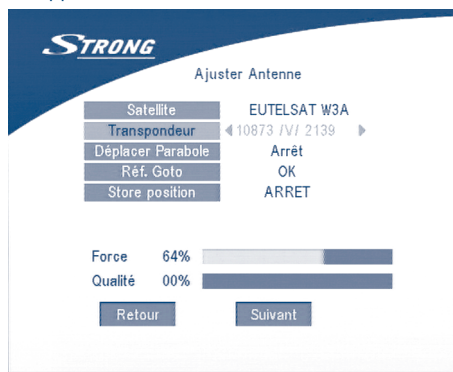 STRONG
Ajuster Antenne
Satellite EUTELSAT W3A
Transpondeur 10873 /V/ 2139
Déplacer Parabole Arrêt
Réf. Goto OK
Store position ARRET
Force 64%
Qualité 00%
Retour Suivant